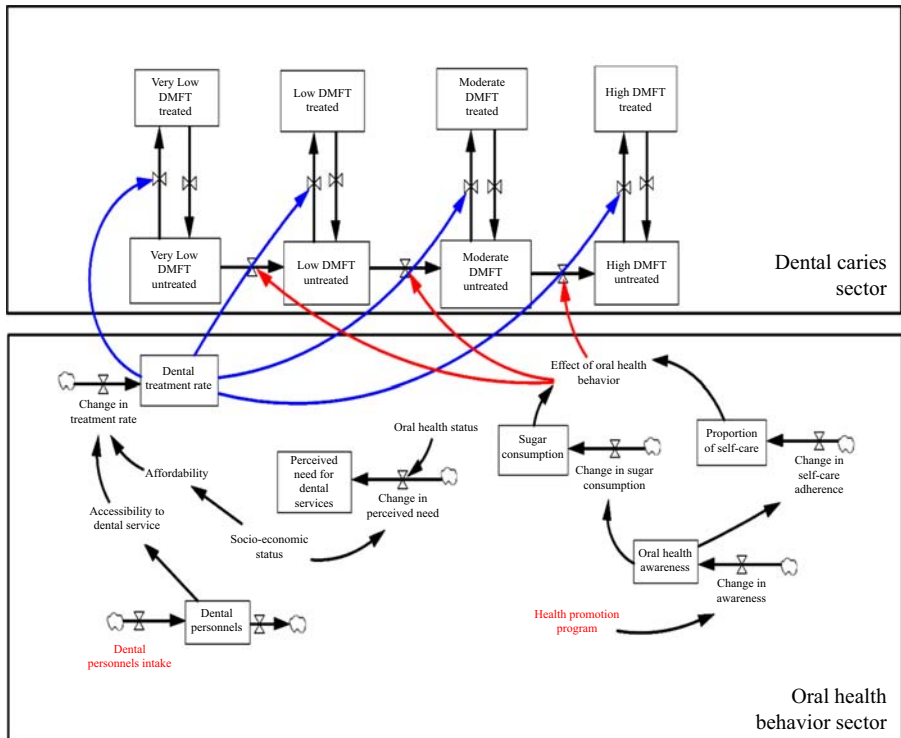 Very Low
DMFT
treated
Low DMFT
treated
Moderate
DMFT
treated
High DMFT
treated
Very Low
DMFT
untreated
Low DMFT
untreated
Moderate
DMFT
untreated
High DMFT
untreated
Dental caries
sector
Dental
treatment rate
Change in
treatment rate
Effect of oral health
behavior
Oral health status
Sugar
consumption
Proportion
of self-care
Affordability
Perceived
need for
dental
services
Change in
perceived need
Change in sugar
consumption
Change in
self-care
adherence
Accessibility to
dental service
Socio-economic
status
Oral health
awareness
Change in
awareness
Dental
personnels
Health promotion
program
Dental
personnels intake
Oral health
behavior sector